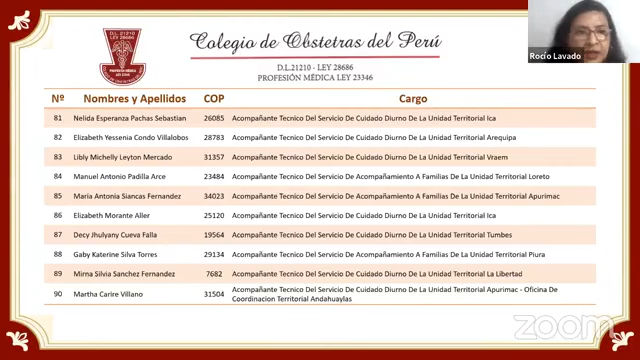 D.L. 21210
LEY 28686
PROFESIÓN MÉDICA
LEY 23346
Colegio de Obstetras del Perú
D.L.21210 - LEY 28686
PROFESIÓN MÉDICA LEY 23346
Rocío Lavado
Nº Nombres y Apellidos COP Cargo
81 Nelida Esperanza Pachas Sebastian 26085 Acompañante Tecnico Del Servicio De Cuidado Diurno De La Unidad Territorial Ica
82 Elizabeth Yessenia Condo Villalobos 28783 Acompañante Tecnico Del Servicio De Cuidado Diurno De La Unidad Territorial Arequipa
83 Libly Michelly Leyton Mercado 31357 Acompañante Tecnico Del Servicio De Cuidado Diurno De La Unidad Territorial Vraem
84 Manuel Antonio Padilla Arce 23484 Acompañante Tecnico Del Servicio De Acompañamiento A Familias De La Unidad Territorial Loreto
85 Maria Antonia Siancas Fernandez 34023 Acompañante Tecnico Del Servicio De Acompañamiento A Familias De La Unidad Territorial Apurimac
86 Elizabeth Morante Aller 25120 Acompañante Tecnico Del Servicio De Cuidado Diurno De La Unidad Territorial Ica
87 Decy Jhulyany Cueva Falla 19564 Acompañante Tecnico Del Servicio De Cuidado Diurno De La Unidad Territorial Tumbes
88 Gaby Katerine Silva Torres 29134 Acompañante Tecnico Del Servicio De Acompañamiento A Familias De La Unidad Territorial Piura
89 Mirna Silvia Sanchez Fernandez 7682 Acompañante Tecnico Del Servicio De Cuidado Diurno De La Unidad Territorial La Libertad
90 Martha Carire Villano 31504 Acompañante Tecnico Del Servicio De Cuidado Diurno De La Unidad Territorial Apurimac - Oficina De
Coordinacion Territorial Andahuaylas
zoom